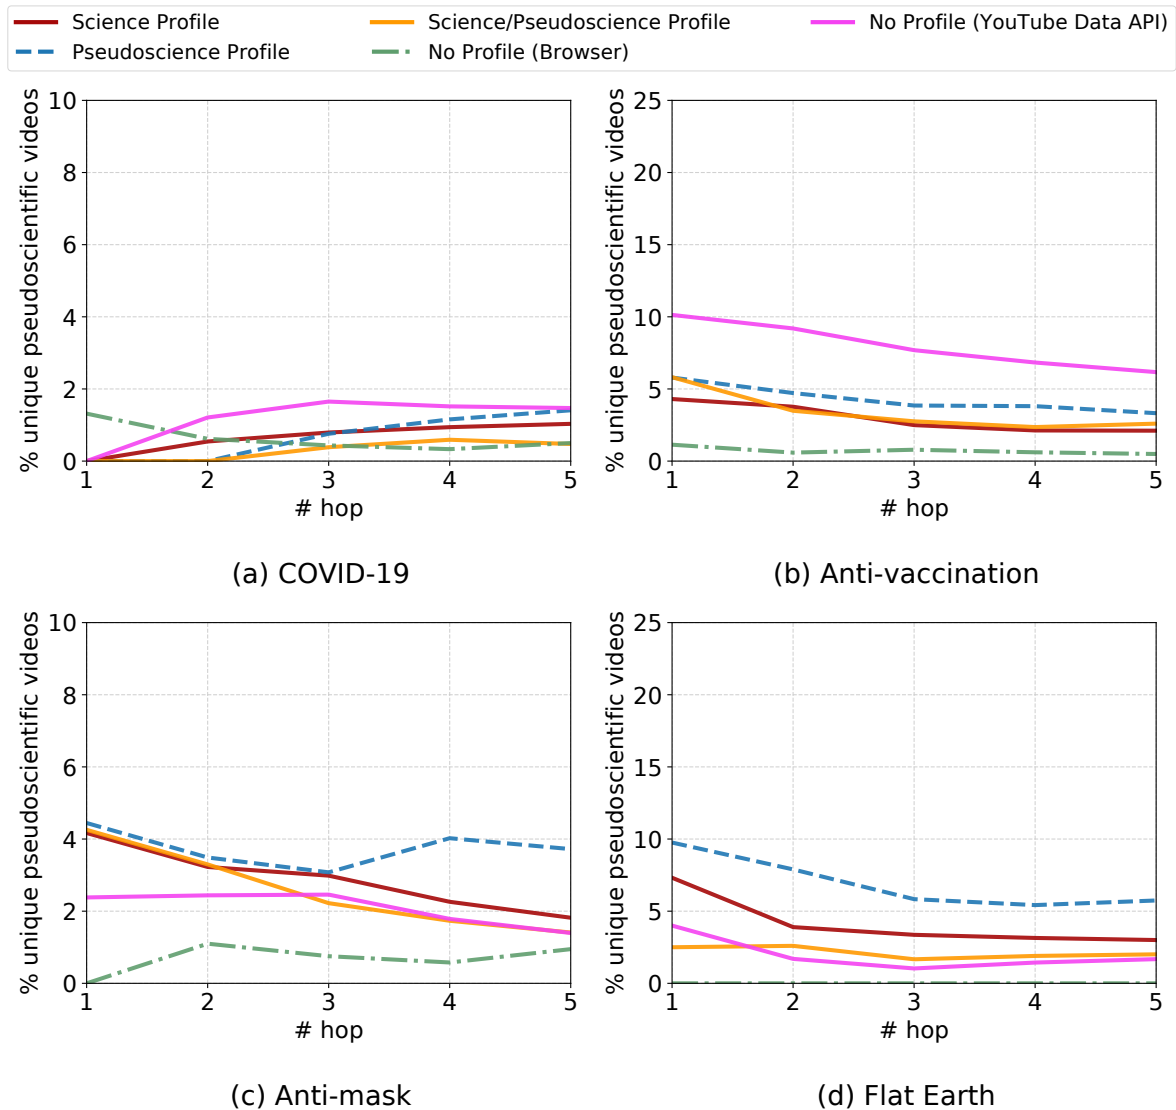 Science Profile
Science/Pseudoscience Profile
No Profile (YouTube Data API)
Pseudoscience Profile
No Profile (Browser)
% unique pseudoscientific videos
10
8
6
4
2
0
1 2 3 4 5
# hop
(a) COVID-19
% unique pseudoscientific videos
25
20
15
10
5
0
1 2 3 4 5
# hop
(b) Anti-vaccination
% unique pseudoscientific videos
10
8
6
4
2
0
1 2 3 4 5
# hop
(c) Anti-mask
% unique pseudoscientific videos
25
20
15
10
5
0
1 2 3 4 5
# hop
(d) Flat Earth